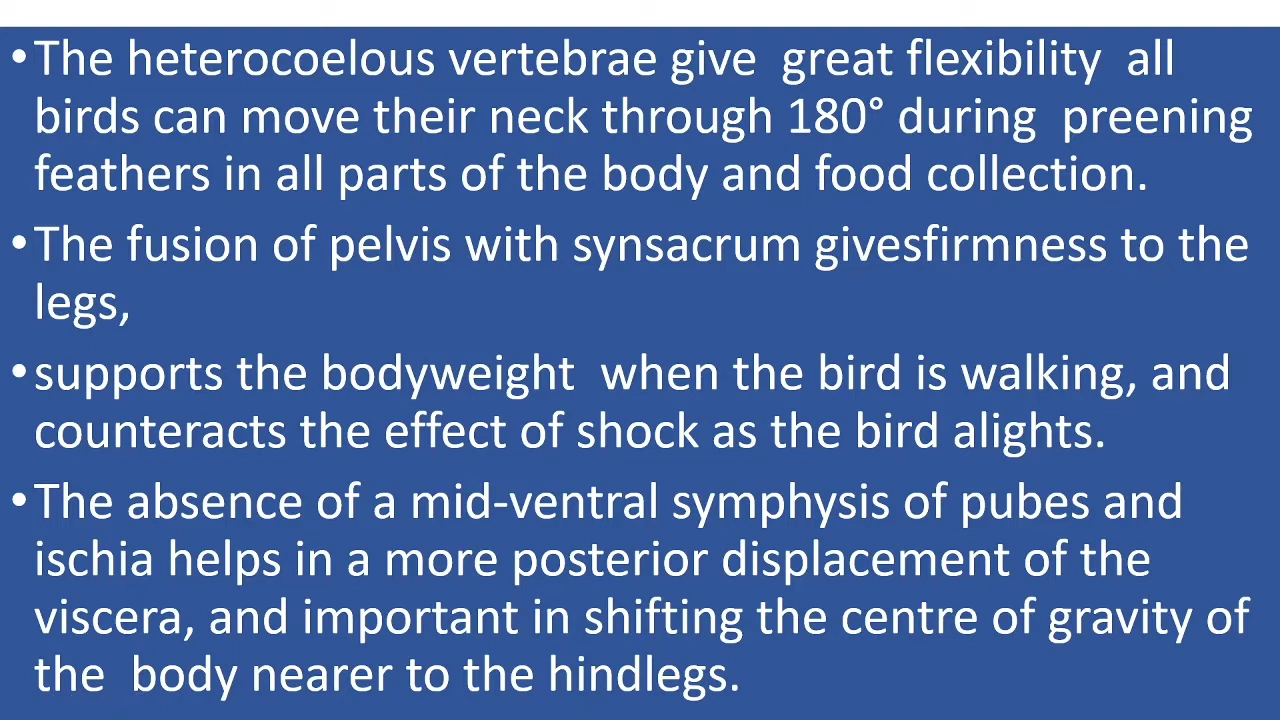 •The heterocoelous vertebrae give  great flexibility  all
birds can move their neck through 180° during  preening
feathers in all parts of the body and food collection.
•The fusion of pelvis with synsacrum givesfirmness to the
legs,
•supports the bodyweight  when the bird is walking, and
counteracts the effect of shock as the bird alights.
•The absence of a mid-ventral symphysis of pubes and
ischia helps in a more posterior displacement of the
viscera, and important in shifting the centre of gravity of
the  body nearer to the hindlegs.